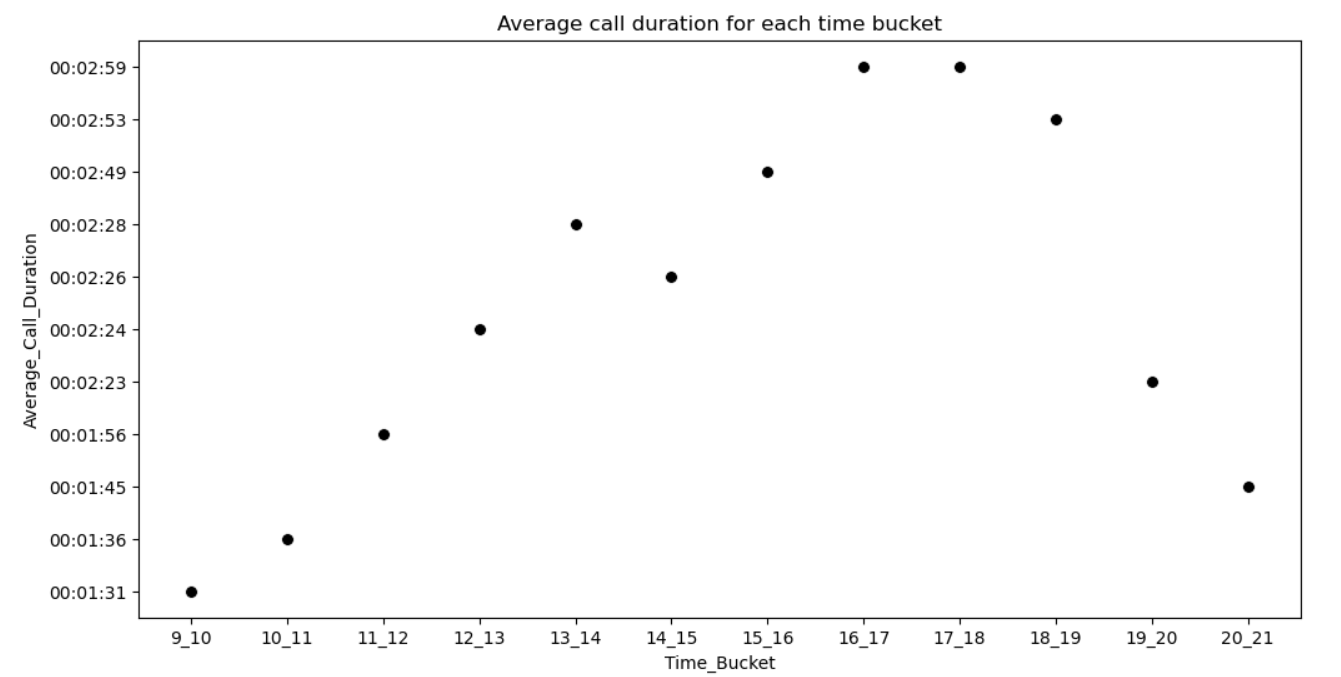 Average call duration for each time bucket
00:02:59
00:02:53
00:02:49
00:02:28
00:02:26
00:02:24
00:02:23
00:01:56
00:01:45
00:01:36
00:01:31
Average_Call_Duration
9_10 10_11 11_12 12_13 13_14 14_15 15_16 16_17 17_18 18_19 19_20 20_21
Time_Bucket